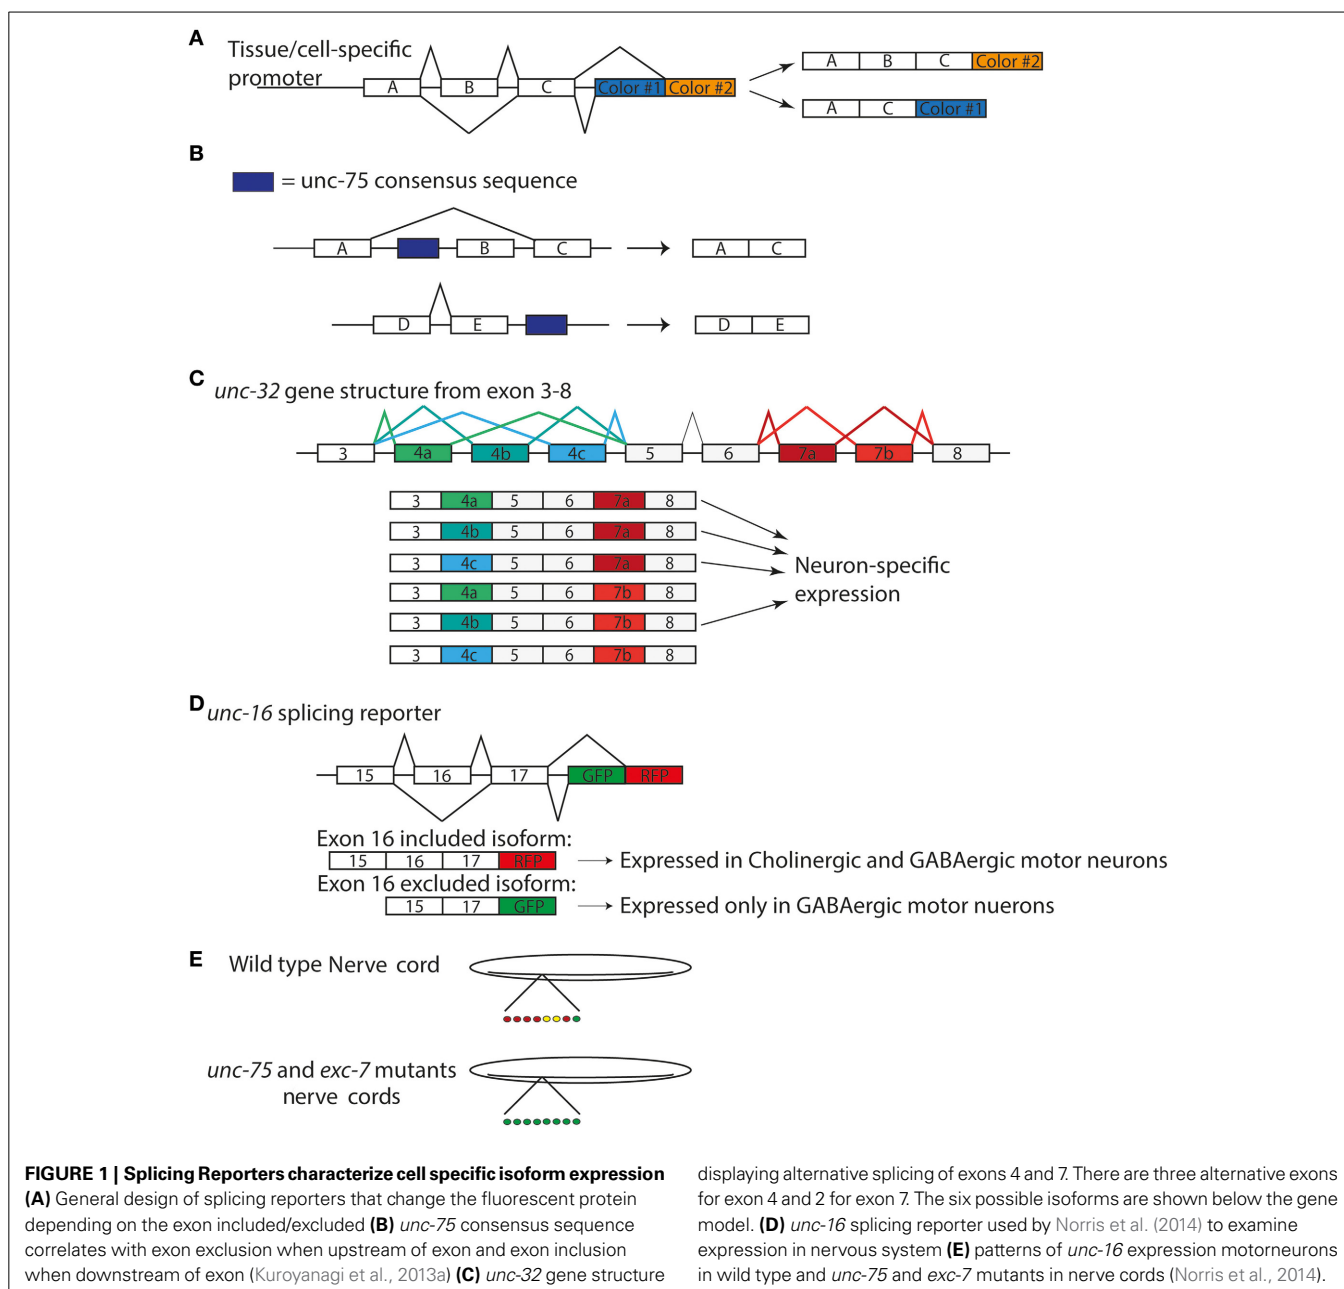 A
Tissue/cell-specific
promoter
A B C Color #1 Color #2
A B C Color #2
A C Color #1
B
= unc-75 consensus sequence
A B C A C
D E D E
C
unc-32 gene structure from exon 3-8
3 4a 4b 4c 5 6 7a 7b 8
3 4a 5 6 7a 8
3 4b 5 6 7a 8
3 4c 5 6 7a 8
3 4a 5 6 7b 8
3 4b 5 6 7b 8
3 4c 5 6 7b 8
Neuron-specific
expression
D
unc-16 splicing reporter
15 16 17 GFP RFP
Exon 16 included isoform:
15 16 17 RFP Expressed in Cholinergic and GABAergic motor neurons
Exon 16 excluded isoform:
15 17 GFP Expressed only in GABAergic motor nuerons
E
Wild type Nerve cord
unc-75 and exc-7 mutants
nerve cords
FIGURE 1 | Splicing Reporters characterize cell specific isoform expression
(A) General design of splicing reporters that change the fluorescent protein
depending on the exon included/excluded (B) unc-75 consensus sequence
correlates with exon exclusion when upstream of exon and exon inclusion
when downstream of exon (Kuroyanagi et al., 2013a) (C) unc-32 gene structure
displaying alternative splicing of exons 4 and 7. There are three alternative exons
for exon 4 and 2 for exon 7. The six possible isoforms are shown below the gene
model. (D) unc-16 splicing reporter used by Norris et al. (2014) to examine
expression in nervous system (E) patterns of unc-16 expression motorneurons
in wild type and unc-75 and exc-7 mutants in nerve cords (Norris et al., 2014).